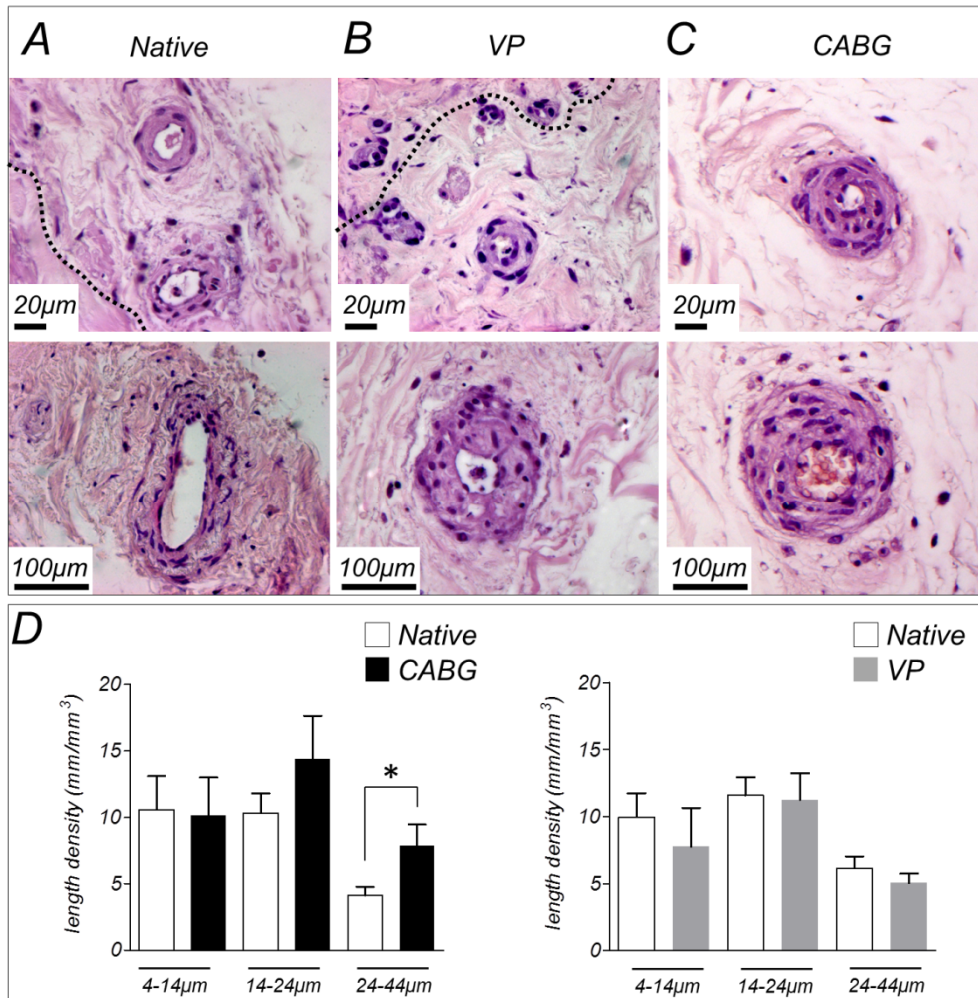 A Native
B VP
C CABG
20µm
20µm
20µm
100µm
100µm
100µm
D
Native
CABG
length density (mm/mm³)
20
15
10
5
0
*
4-14µm 14-24µm 24-44µm
Native
VP
length density (mm/mm³)
20
15
10
5
0
4-14µm 14-24µm 24-44µm